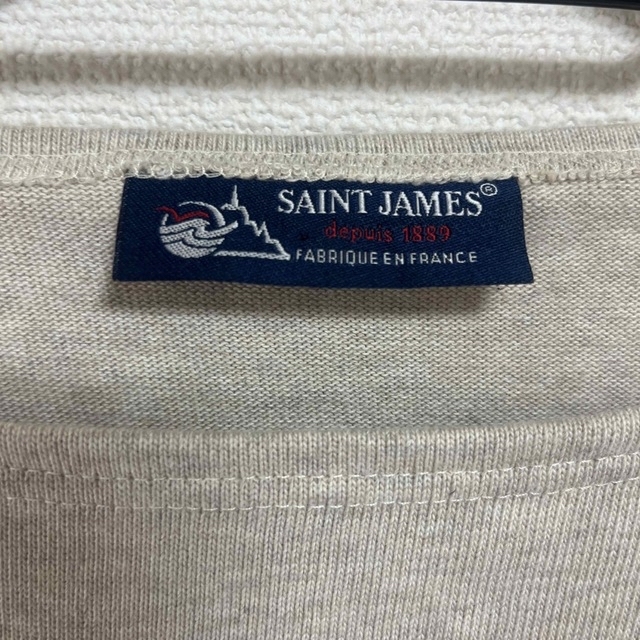 SAINT JAMES®
depuis 1889
FABRIQUE EN FRANCE